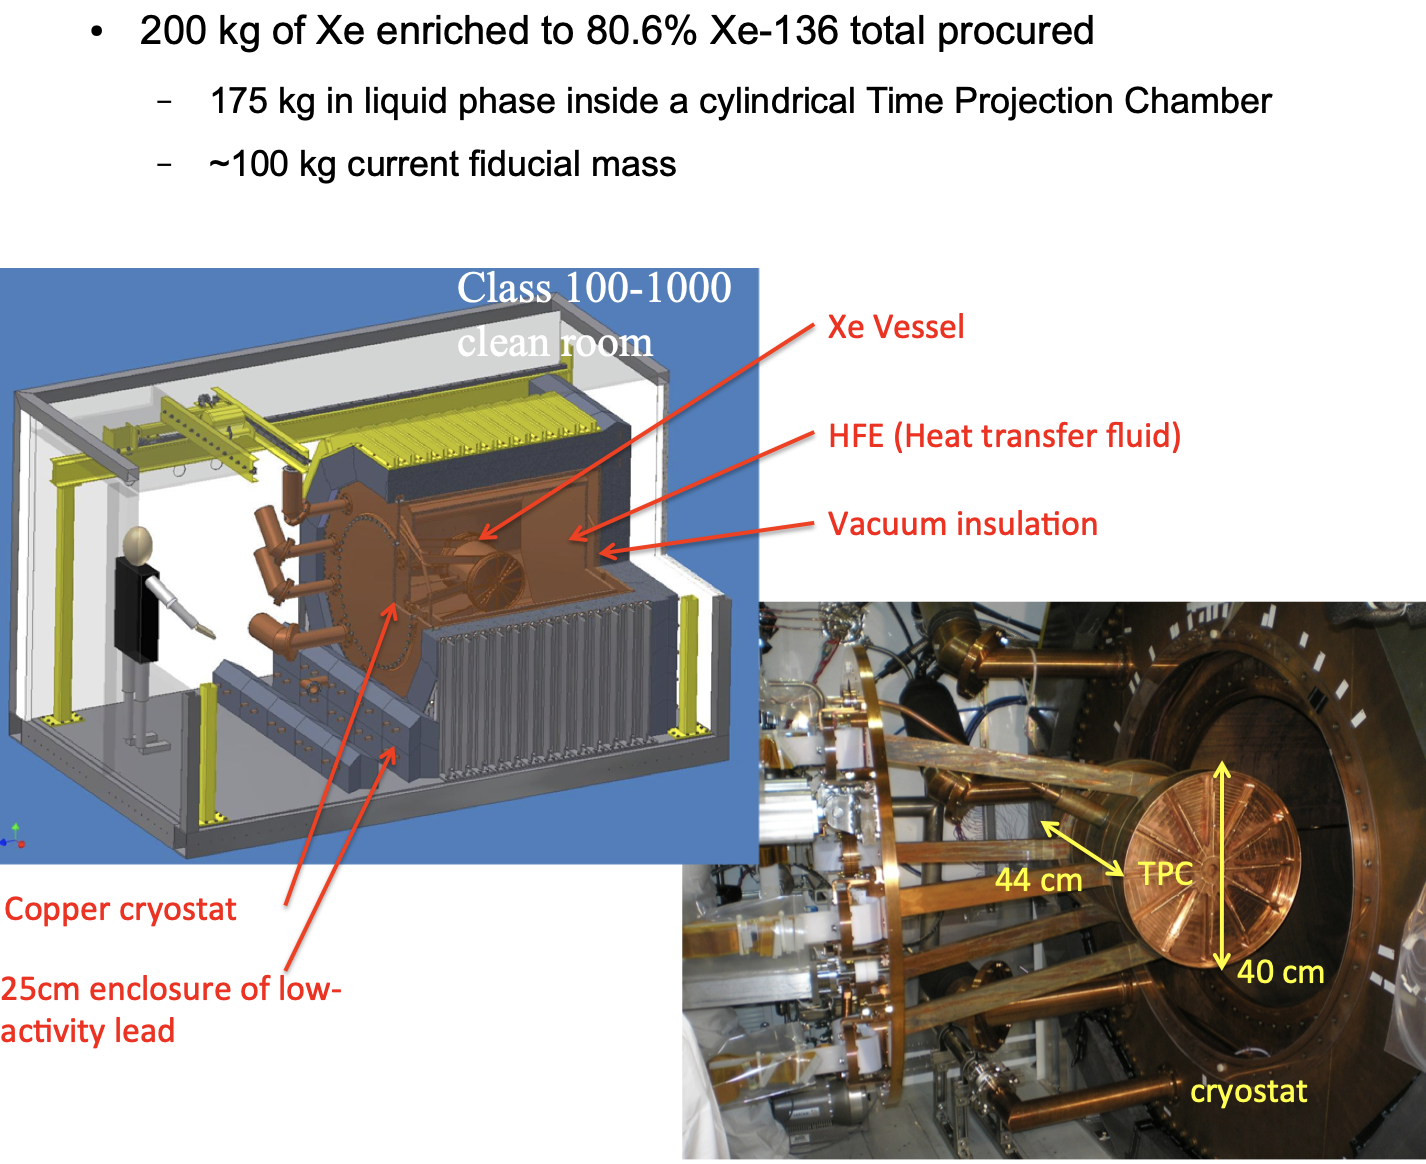 • 200 kg of Xe enriched to 80.6% Xe-136 total procured
– 175 kg in liquid phase inside a cylindrical Time Projection Chamber
– ~100 kg current fiducial mass
Class 100-1000
clean room
Xe Vessel
HFE (Heat transfer fluid)
Vacuum insulation
Copper cryostat
25cm enclosure of low-
activity lead
44 cm
TPC
40 cm
cryostat